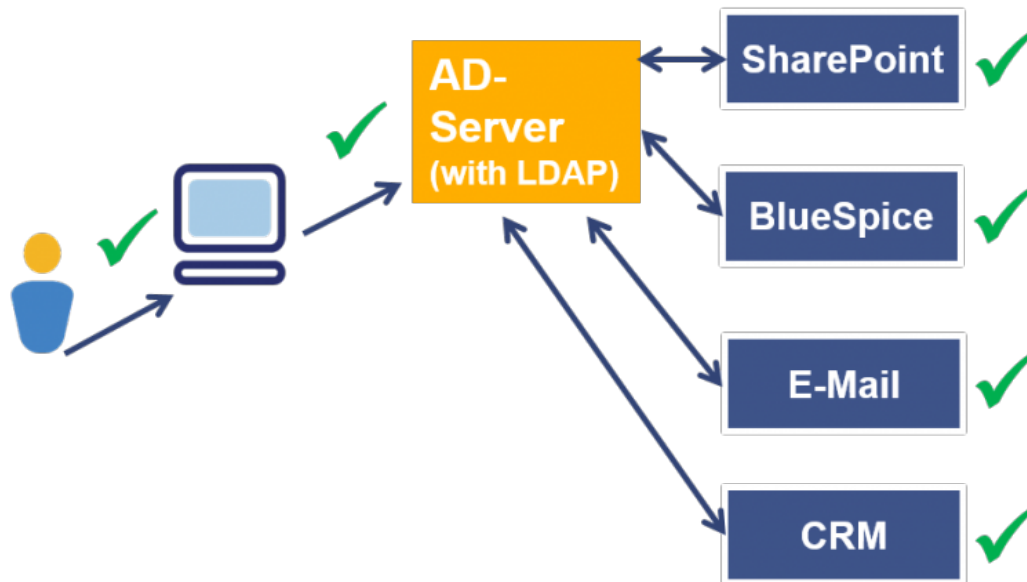 AD-
Server
(with LDAP)
SharePoint
BlueSpice
E-Mail
CRM